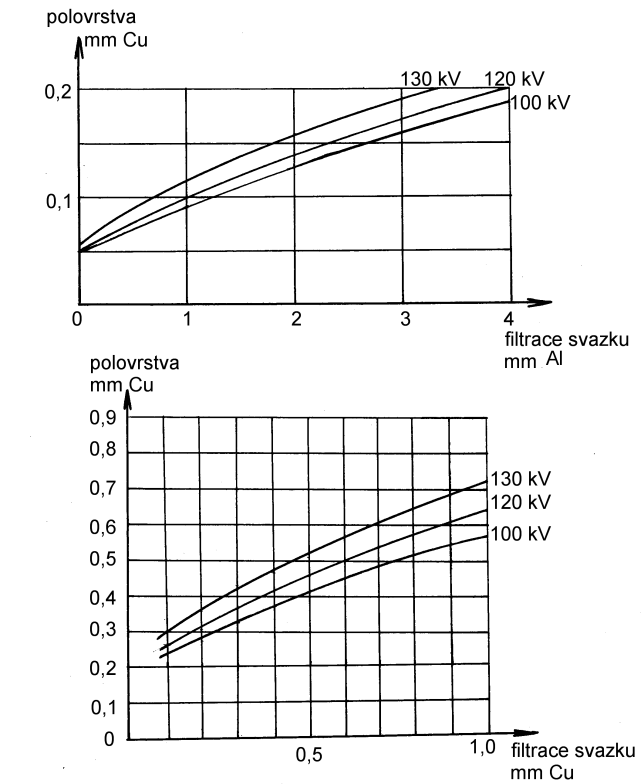 polovrstva
mm Cu
130 kV 120 kV
100 kV
0,2
0,1
0 1 2 3 4
filtrace svazku
mm Al
polovrstva
mm Cu
0,9
0,8
0,7
0,6
0,5
0,4
0,3
0,2
0,1
0
130 kV
120 kV
100 kV
0,5 1,0
filtrace svazku
mm Cu